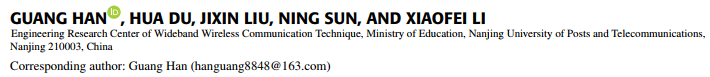 GUANG HAN iD, HUA DU, JIXIN LIU, NING SUN, AND XIAOFEI LI
Engineering Research Center of Wideband Wireless Communication Technique, Ministry of Education, Nanjing University of Posts and Telecommunications,
Nanjing 210003, China
Corresponding author: Guang Han (hanguang8848@163.com)